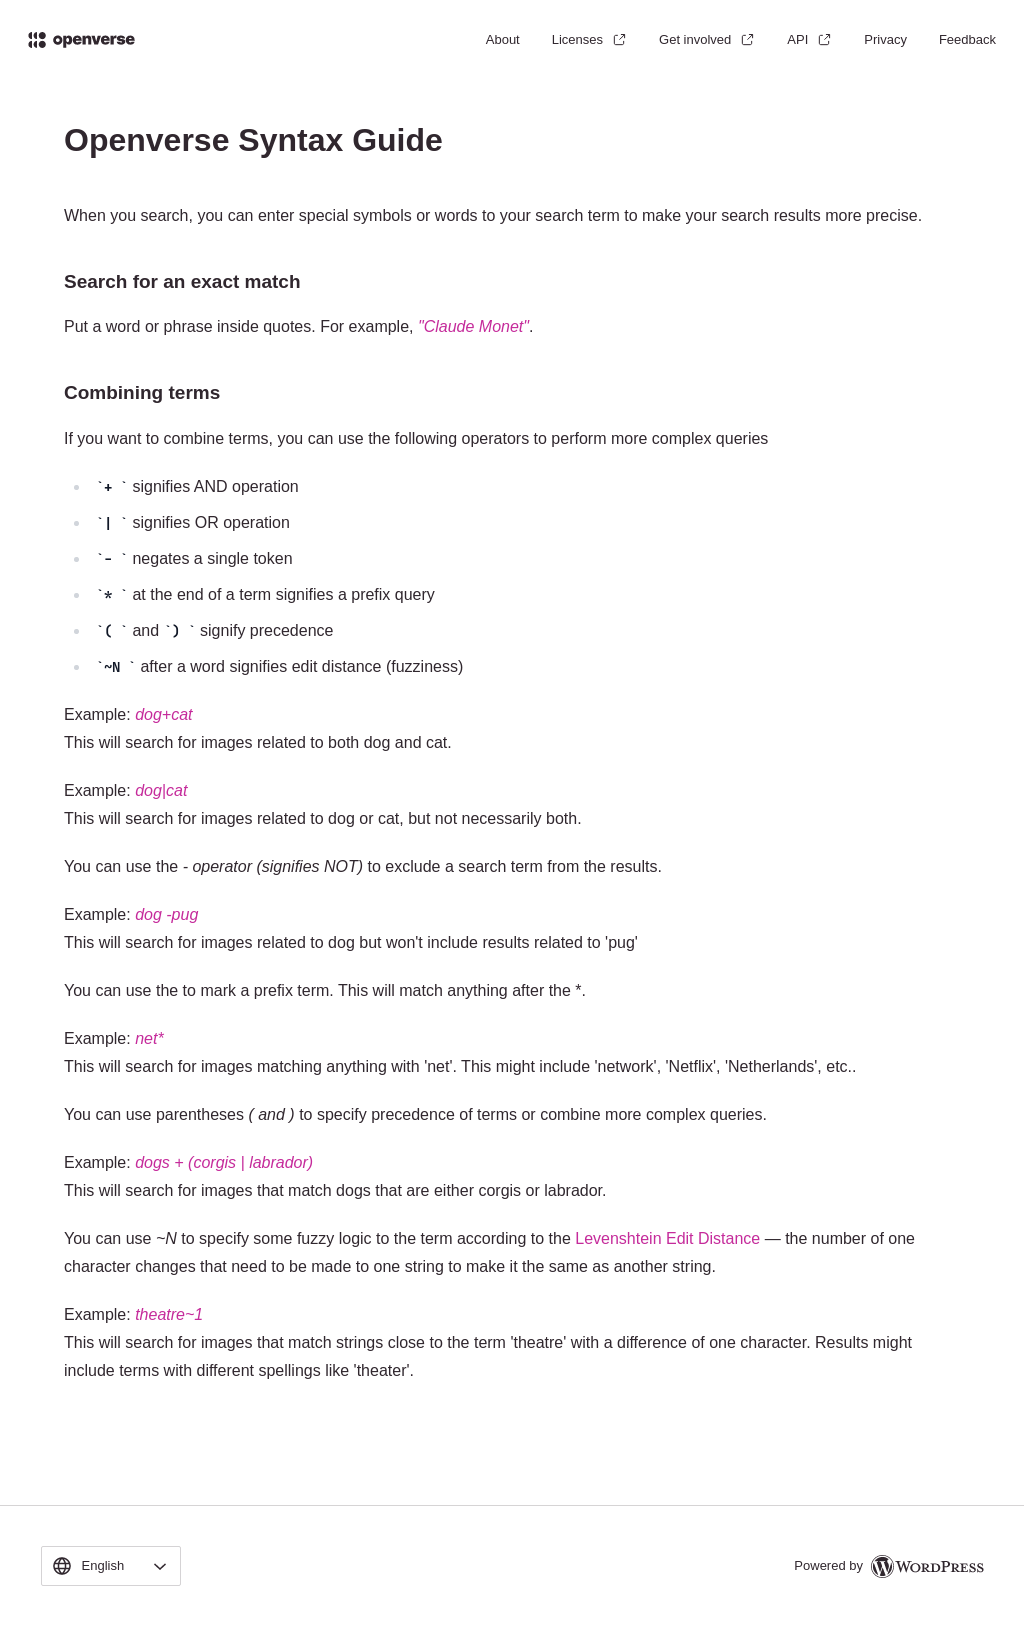 openverse
About Licenses Get involved API Privacy Feedback
Openverse Syntax Guide
When you search, you can enter special symbols or words to your search term to make your search results more precise.
Search for an exact match
Put a word or phrase inside quotes. For example, "Claude Monet".
Combining terms
If you want to combine terms, you can use the following operators to perform more complex queries
`+ ` signifies AND operation
`| ` signifies OR operation
`- ` negates a single token
`* ` at the end of a term signifies a prefix query
`( ` and `) ` signify precedence
`~N ` after a word signifies edit distance (fuzziness)
Example: dog+cat
This will search for images related to both dog and cat.
Example: dog|cat
This will search for images related to dog or cat, but not necessarily both.
You can use the - operator (signifies NOT) to exclude a search term from the results.
Example: dog -pug
This will search for images related to dog but won't include results related to 'pug'
You can use the to mark a prefix term. This will match anything after the *.
Example: net*
This will search for images matching anything with 'net'. This might include 'network', 'Netflix', 'Netherlands', etc..
You can use parentheses ( and ) to specify precedence of terms or combine more complex queries.
Example: dogs + (corgis | labrador)
This will search for images that match dogs that are either corgis or labrador.
You can use ~N to specify some fuzzy logic to the term according to the Levenshtein Edit Distance — the number of one
character changes that need to be made to one string to make it the same as another string.
Example: theatre~1
This will search for images that match strings close to the term 'theatre' with a difference of one character. Results might
include terms with different spellings like 'theater'.
English
Powered by WORDPRESS